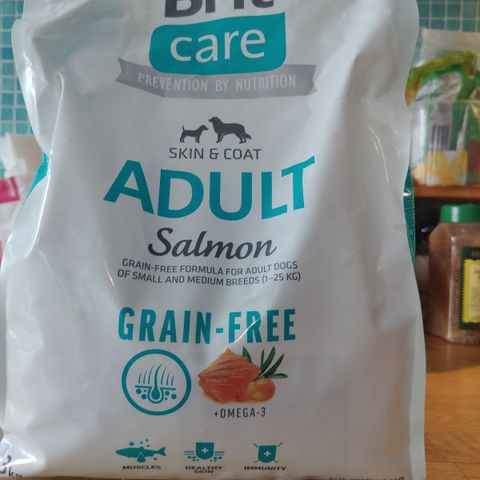 Brit
care
PREVENTION BY NUTRITION
SKIN & COAT
ADULT
Salmon
GRAIN-FREE FORMULA FOR ADULT DOGS
OF SMALL AND MEDIUM BREEDS (1–25 KG)
GRAIN-FREE
+OMEGA-3
MUSCLES
HEALTHY
SKIN
IMMUNITY